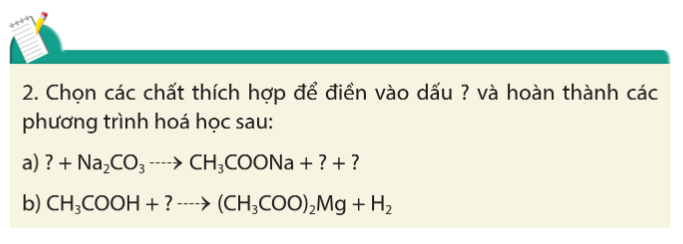 2. Chọn các chất thích hợp để điền vào dấu ? và hoàn thành các
phương trình hoá học sau:
a) ? + Na₂CO₃ ----> CH₃COONa + ? + ?
b) CH₃COOH + ? ----> (CH₃COO)₂Mg + H₂